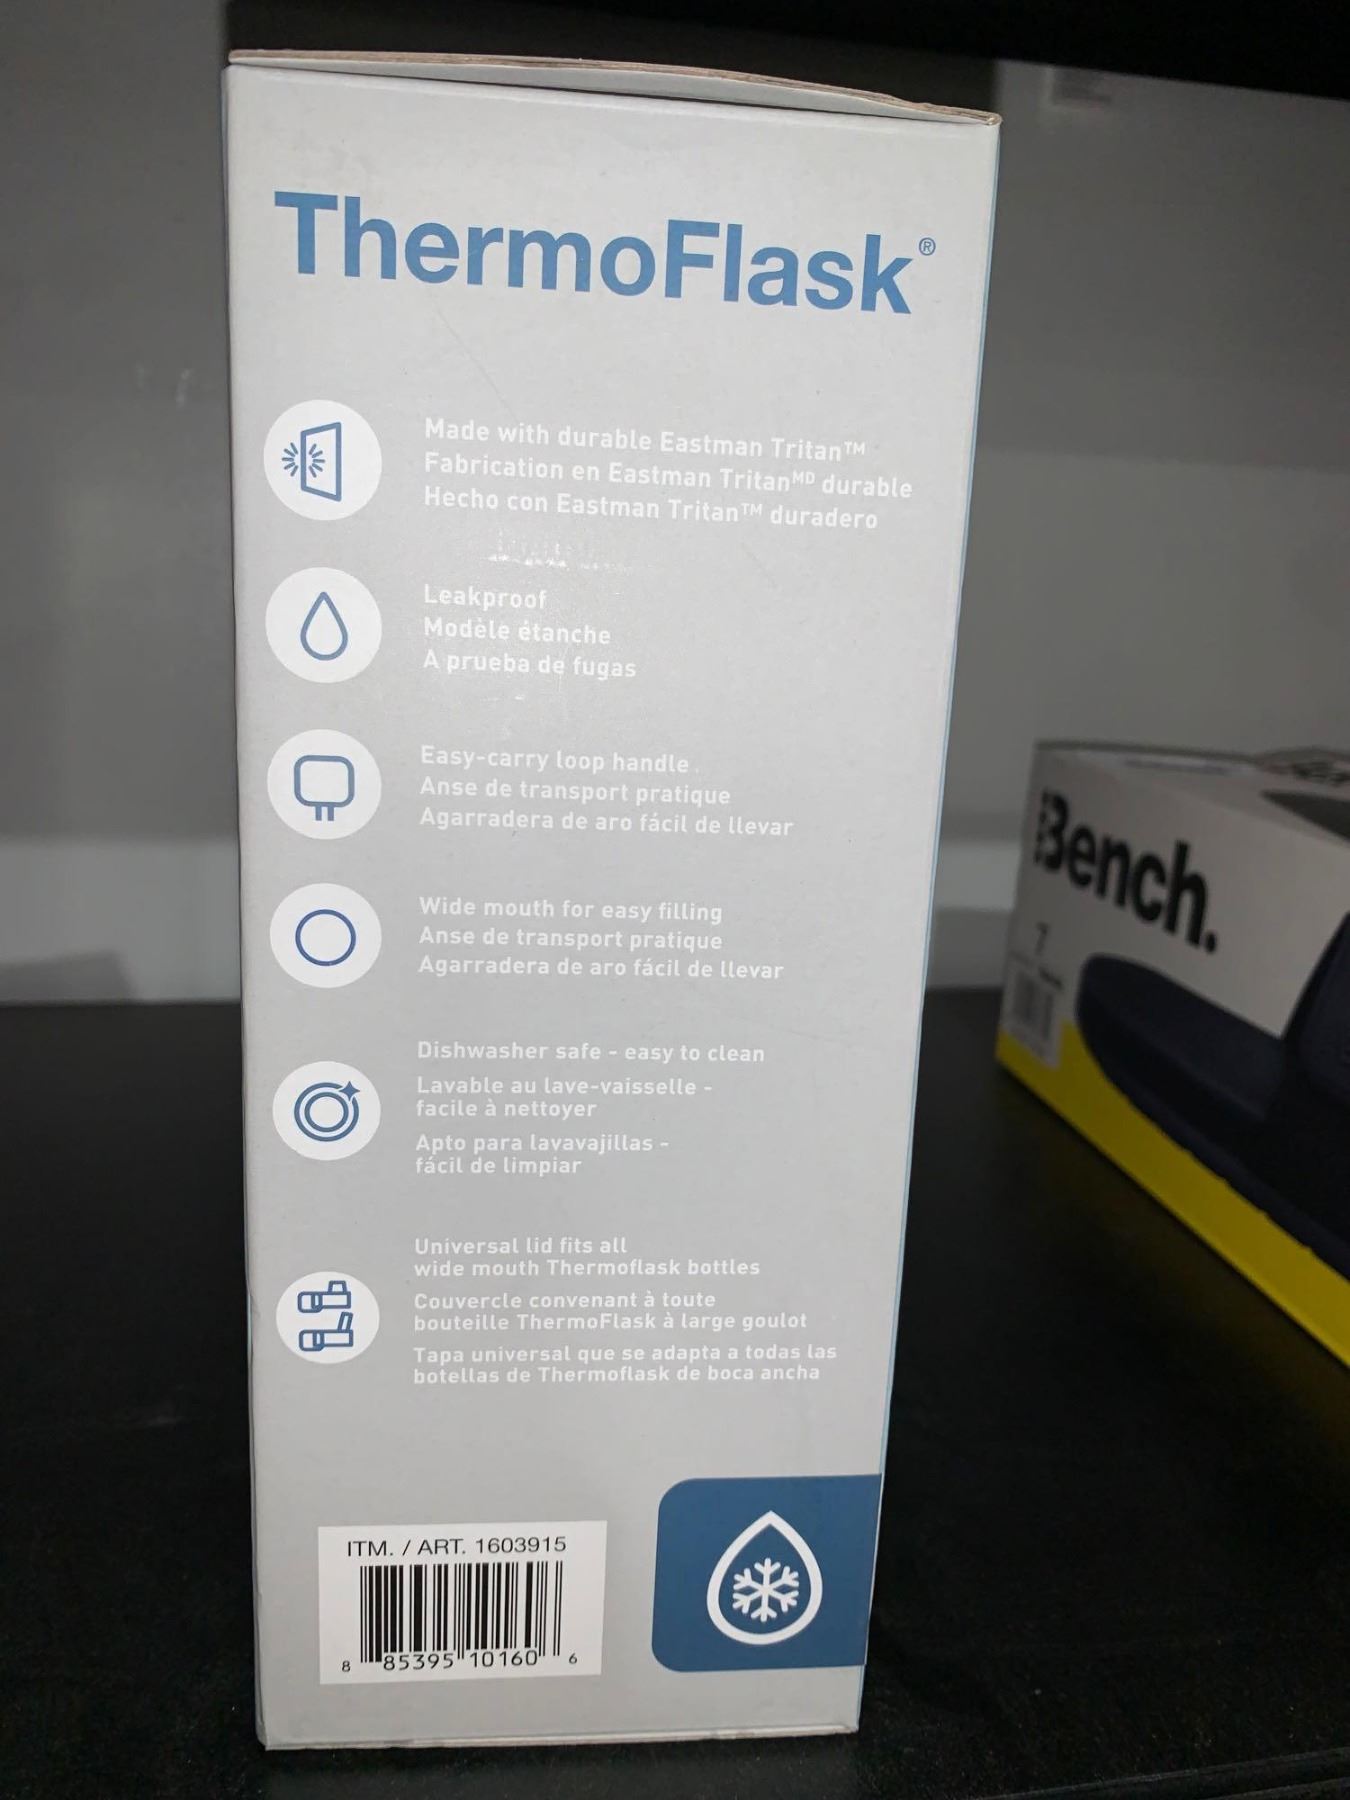 ThermoFlask®
Made with durable Eastman Tritan™
Fabrication en Eastman Tritanᴹᴰ durable
Hecho con Eastman Tritan™ duradero
Leakproof
Modèle étanche
A prueba de fugas
Easy-carry loop handle
Anse de transport pratique
Agarradera de aro fácil de llevar
Wide mouth for easy filling
Anse de transport pratique
Agarradera de aro fácil de llevar
Dishwasher safe - easy to clean
Lavable au lave-vaisselle -
facile à nettoyer
Apto para lavavajillas -
fácil de limpiar
Universal lid fits all
wide mouth Thermoflask bottles
Couvercle convenant à toute
bouteille ThermoFlask à large goulot
Tapa universal que se adapta a todas las
botellas de Thermoflask de boca ancha
ITM. / ART. 1603915
8 85395 10160 6
Bench.
7